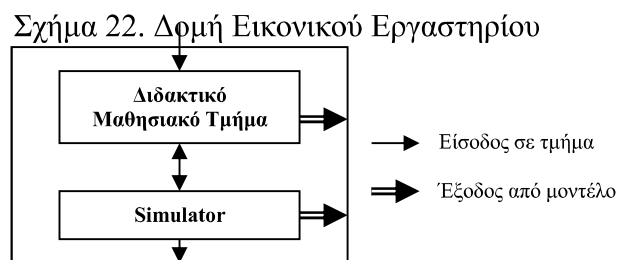 Σχήμα 22. Δομή Εικονικού Εργαστηρίου
Διδακτικό
Μαθησιακό Τμήμα
Είσοδος σε τμήμα
Έξοδος από μοντέλο
Simulator